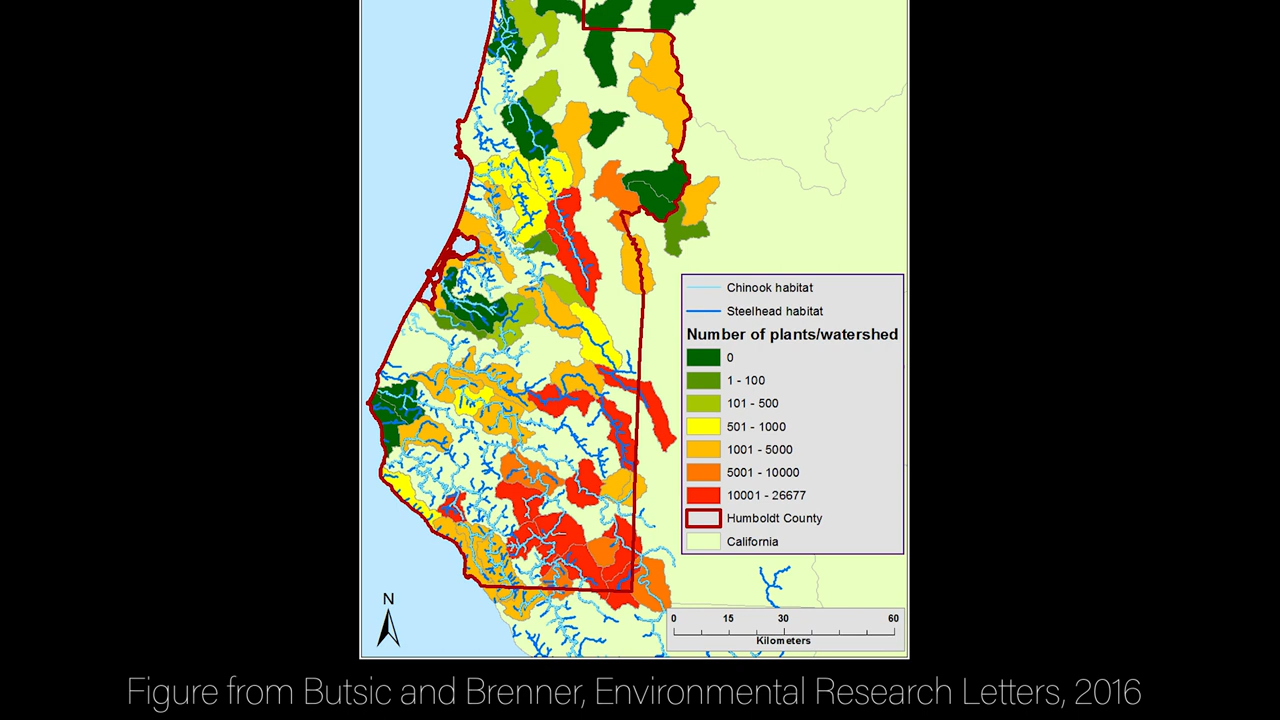 Chinook habitat
Steelhead habitat
Number of plants/watershed
0
1 - 100
101 - 500
501 - 1000
1001 - 5000
5001 - 10000
10001 - 26677
Humboldt County
California
N
0 15 30 60
Kilometers
Figure from Butsic and Brenner, Environmental Research Letters, 2016